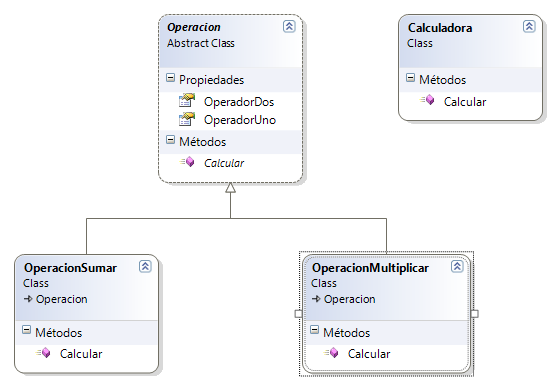 Operacion
Abstract Class
Propiedades
OperadorDos
OperadorUno
Métodos
Calcular
Calculadora
Class
Métodos
Calcular
OperacionSumar
Class
Operacion
Métodos
Calcular
OperacionMultiplicar
Class
Operacion
Métodos
Calcular